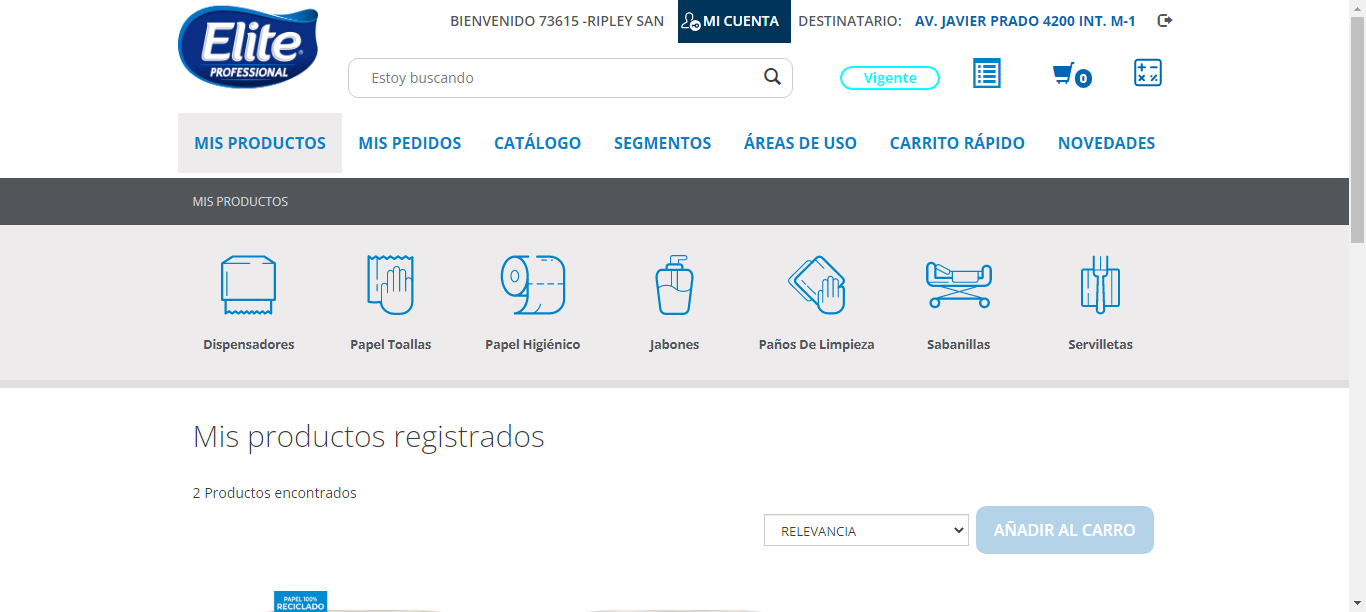 Elite
PROFESSIONAL
BIENVENIDO 73615 -RIPLEY SAN
MI CUENTA
DESTINATARIO: AV. JAVIER PRADO 4200 INT. M-1
Estoy buscando
Vigente
0
MIS PRODUCTOS
MIS PEDIDOS
CATÁLOGO
SEGMENTOS
ÁREAS DE USO
CARRITO RÁPIDO
NOVEDADES
MIS PRODUCTOS
Dispensadores
Papel Toallas
Papel Higiénico
Jabones
Paños De Limpieza
Sabanillas
Servilletas
Mis productos registrados
2 Productos encontrados
RELEVANCIA
AÑADIR AL CARRO
PAPEL 100%
RECICLADO